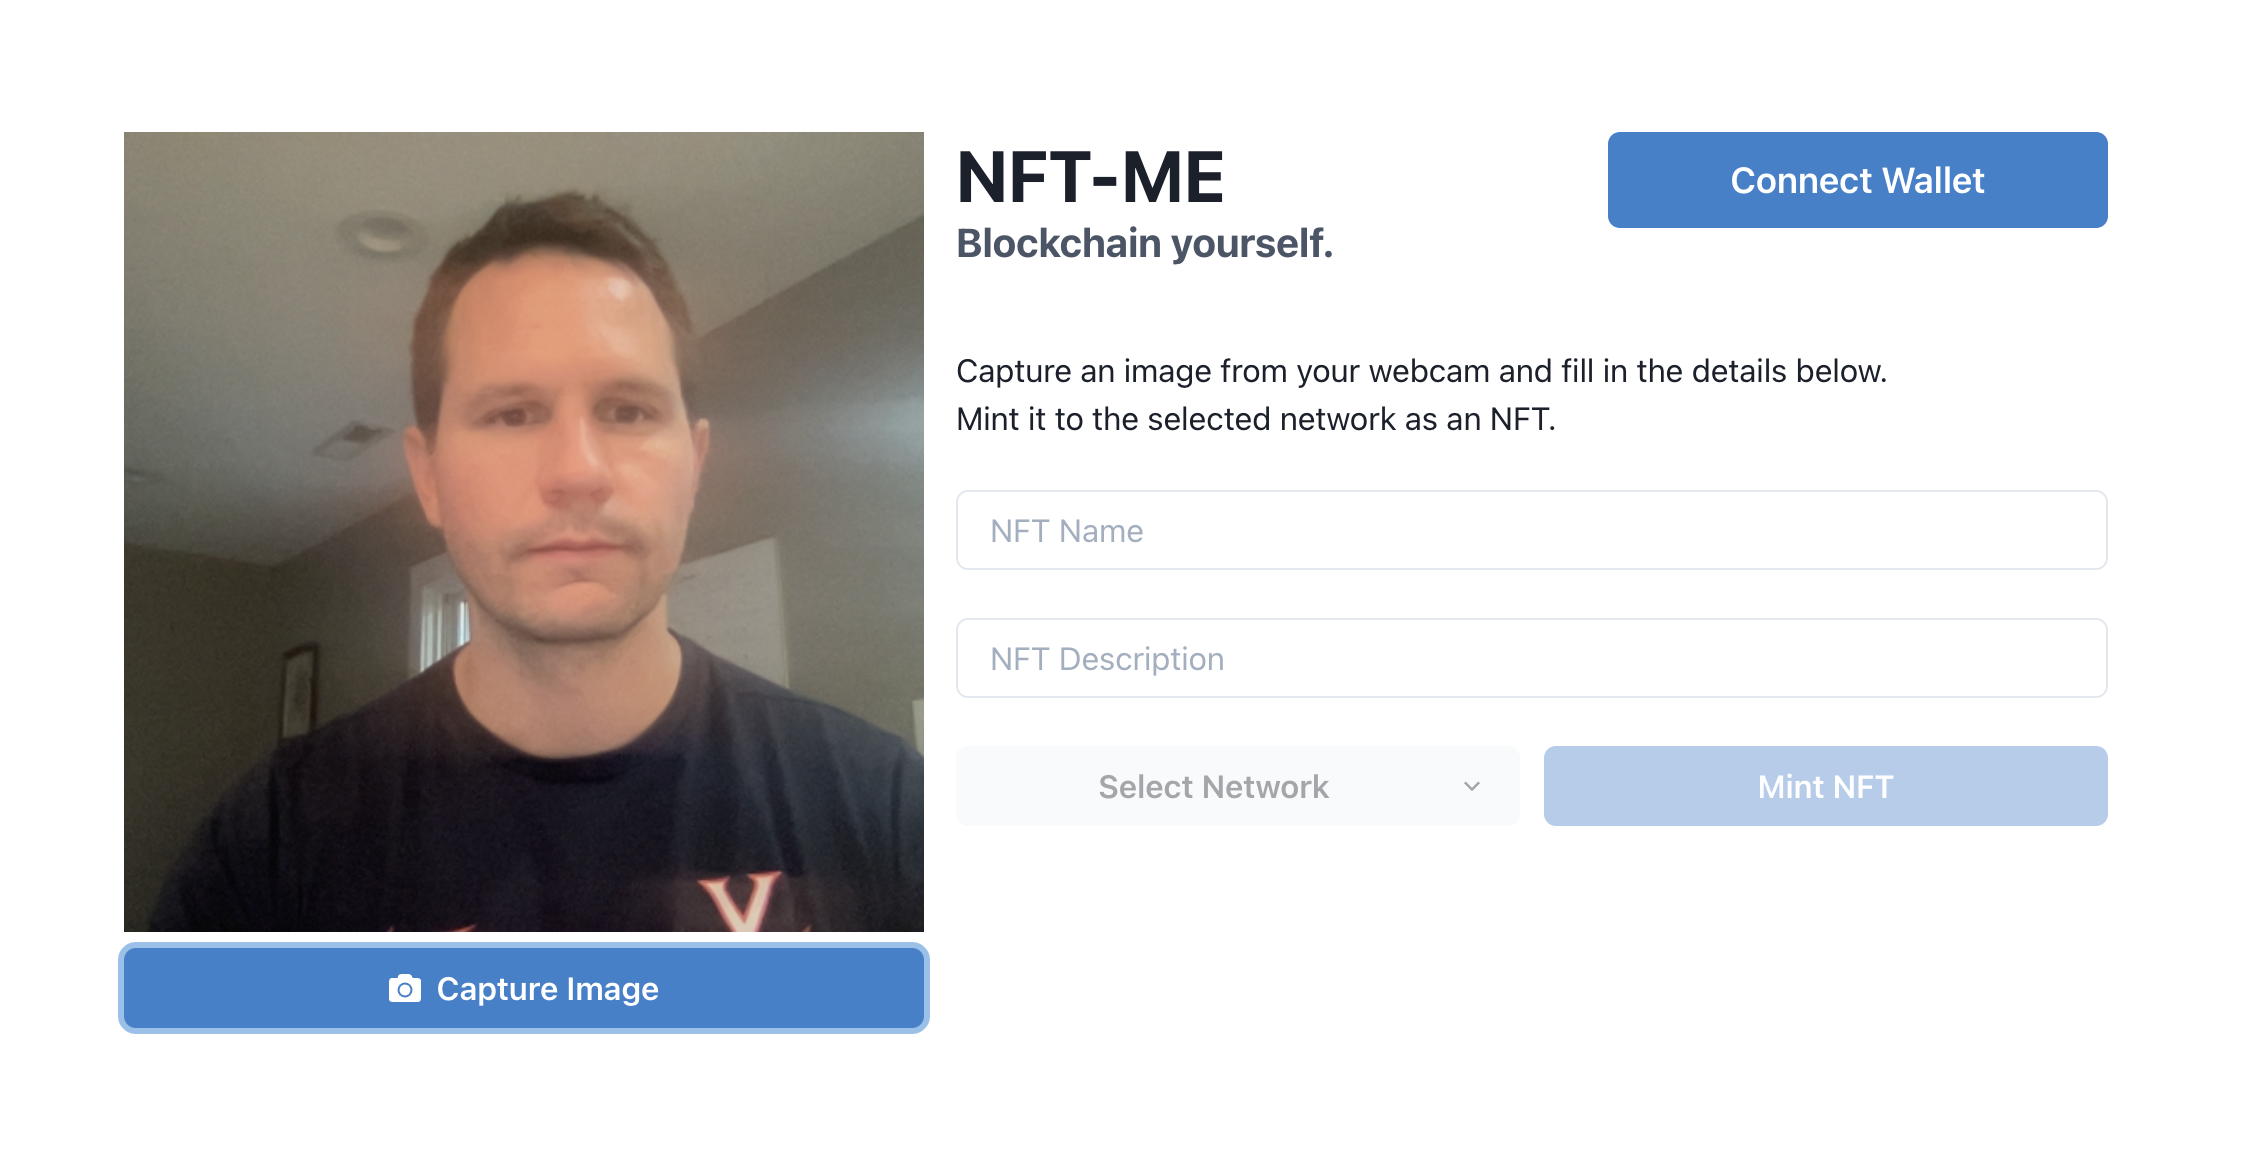 NFT-ME
Connect Wallet
Blockchain yourself.
Capture an image from your webcam and fill in the details below.
Mint it to the selected network as an NFT.
NFT Name
NFT Description
Select Network
Mint NFT
V
Capture Image